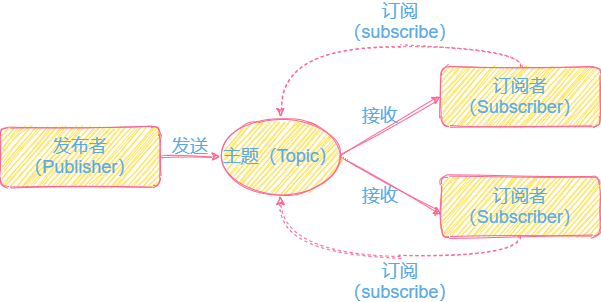 订阅
（subscribe）
订阅者
（Subscriber）
接收
发布者
（Publisher）
发送
主题（Topic）
接收
订阅者
（Subscriber）
订阅
（subscribe）